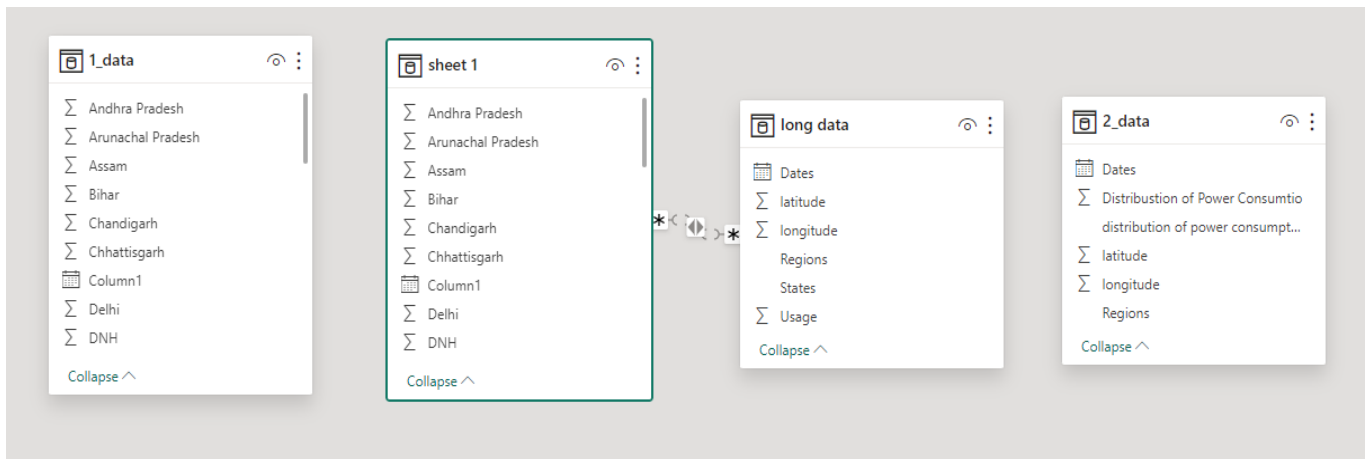 1_data
Andhra Pradesh
Arunachal Pradesh
Assam
Bihar
Chandigarh
Chhattisgarh
Column1
Delhi
DNH
Collapse
sheet 1
Andhra Pradesh
Arunachal Pradesh
Assam
Bihar
Chandigarh
Chhattisgarh
Column1
Delhi
DNH
Collapse
long data
Dates
latitude
longitude
Regions
States
Usage
Collapse
2_data
Dates
Distribustion of Power Consumtio
distribution of power consumpt...
latitude
longitude
Regions
Collapse